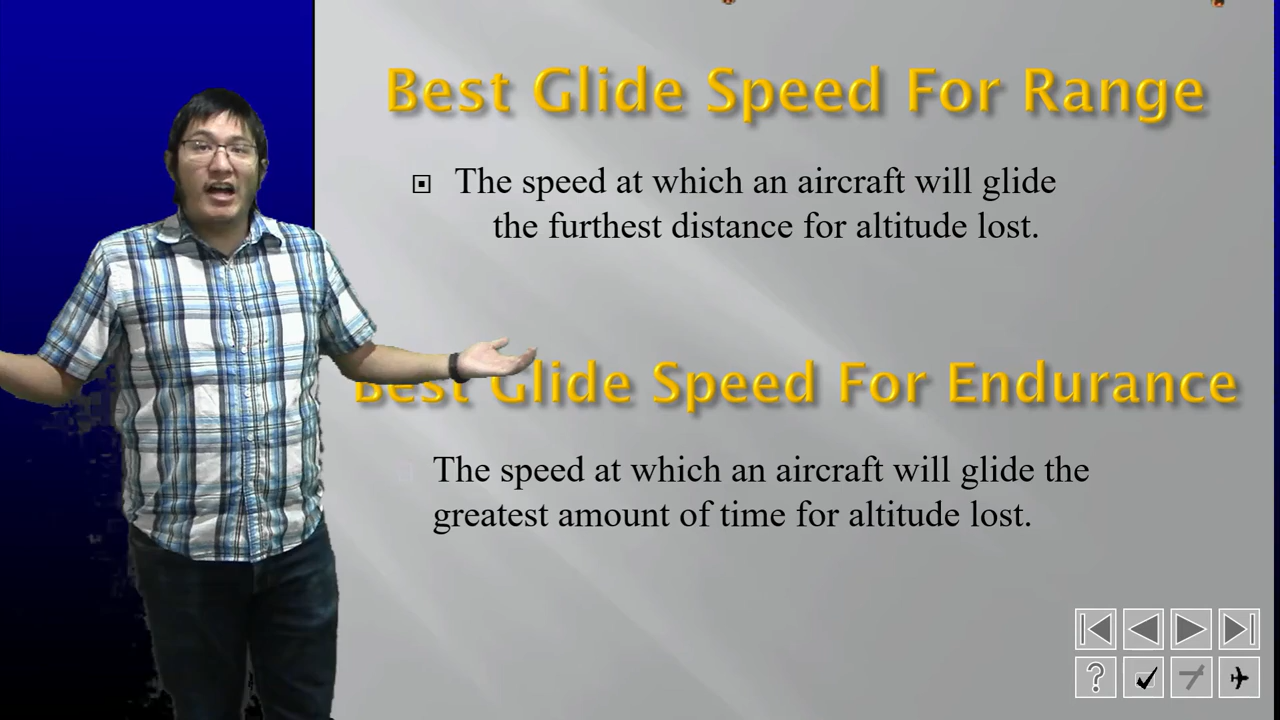 Best Glide Speed For Range
The speed at which an aircraft will glide
the furthest distance for altitude lost.
Best Glide Speed For Endurance
The speed at which an aircraft will glide the
greatest amount of time for altitude lost.
?